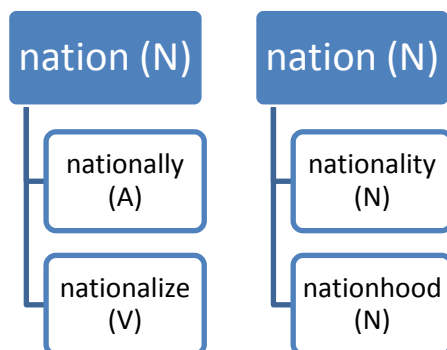 nation (N)
nationally
(A)
nationalize
(V)
nation (N)
nationality
(N)
nationhood
(N)